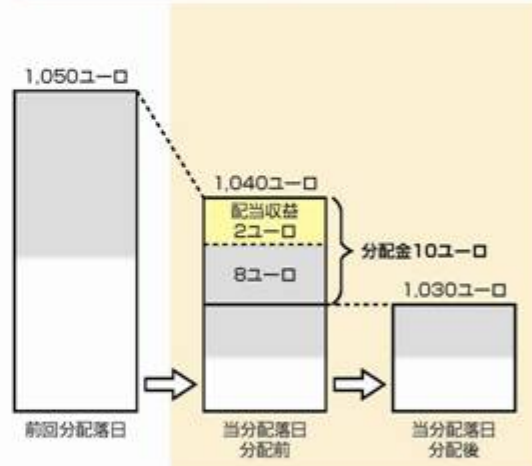 1,050ユーロ
1,040ユーロ
配当収益
2ユーロ
8ユーロ
分配金10ユーロ
1,030ユーロ
前回分配落日
当分配落日
分配前
当分配落日
分配後